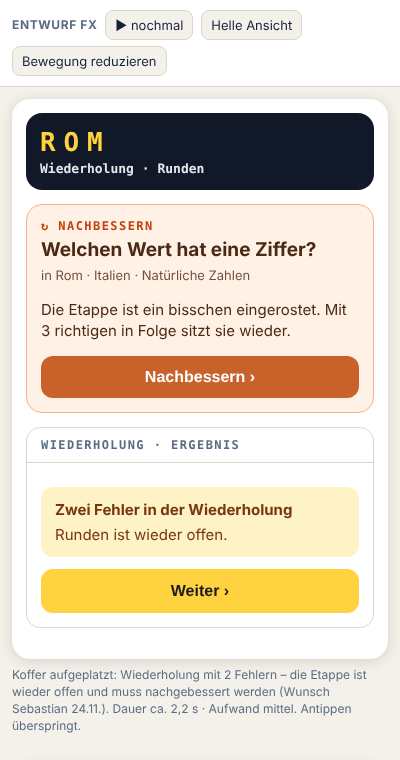 ENTWURF FX ▶ nochmal Helle Ansicht
Bewegung reduzieren
ROM
Wiederholung · Runden
↻ NACHBESSERN
Welchen Wert hat eine Ziffer?
in Rom · Italien · Natürliche Zahlen
Die Etappe ist ein bisschen eingerostet. Mit
3 richtigen in Folge sitzt sie wieder.
Nachbessern ›
WIEDERHOLUNG · ERGEBNIS
Zwei Fehler in der Wiederholung
Runden ist wieder offen.
Weiter ›
Koffer aufgeplatzt: Wiederholung mit 2 Fehlern – die Etappe ist
wieder offen und muss nachgebessert werden (Wunsch
Sebastian 24.11.). Dauer ca. 2,2 s · Aufwand mittel. Antippen
überspringt.